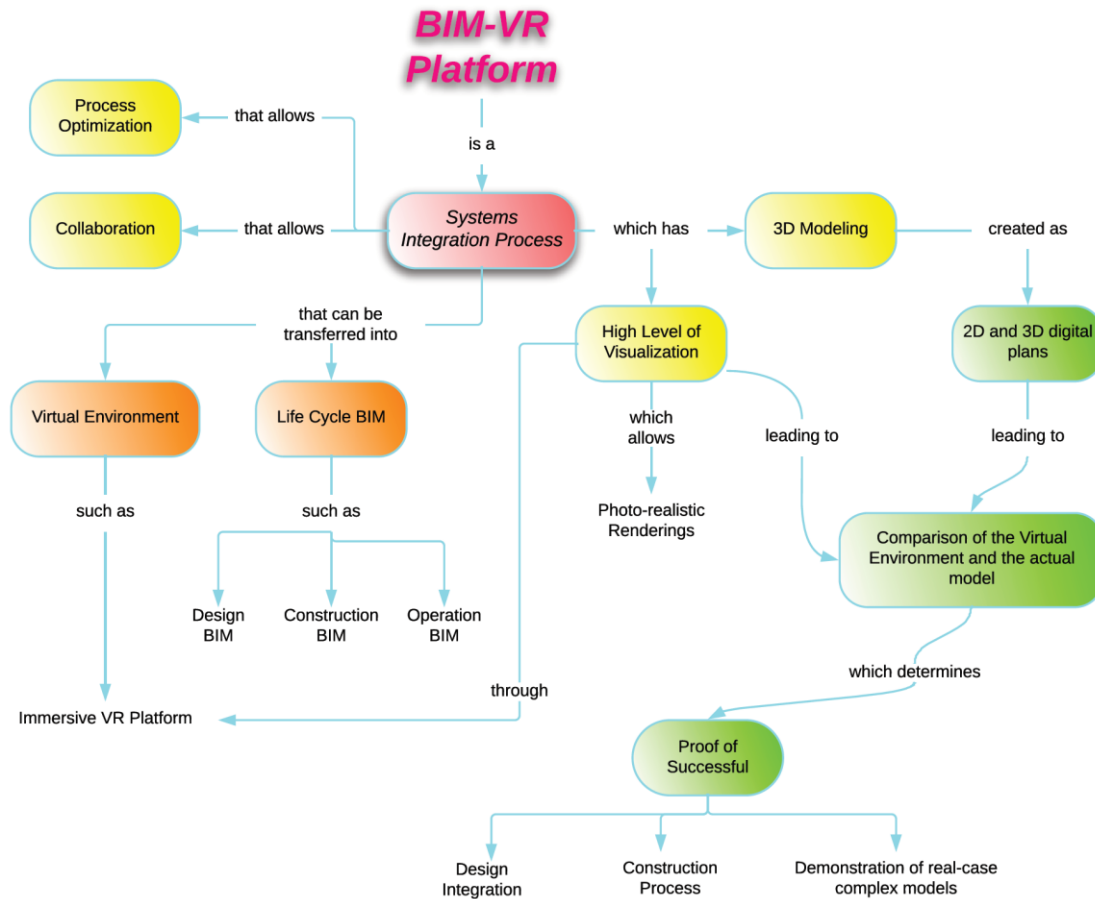 BIM-VR
Platform
is a
Process
Optimization
that allows
Collaboration
that allows
Systems
Integration Process
which has
3D Modeling
created as
that can be
transferred into
High Level of
Visualization
2D and 3D digital
plans
Virtual Environment
Life Cycle BIM
which
allows
leading to
leading to
such as
such as
Photo-realistic
Renderings
Comparison of the Virtual
Environment and the actual
model
Design
BIM
Construction
BIM
Operation
BIM
which determines
through
Immersive VR Platform
Proof of
Successful
Design
Integration
Construction
Process
Demonstration of real-case
complex models